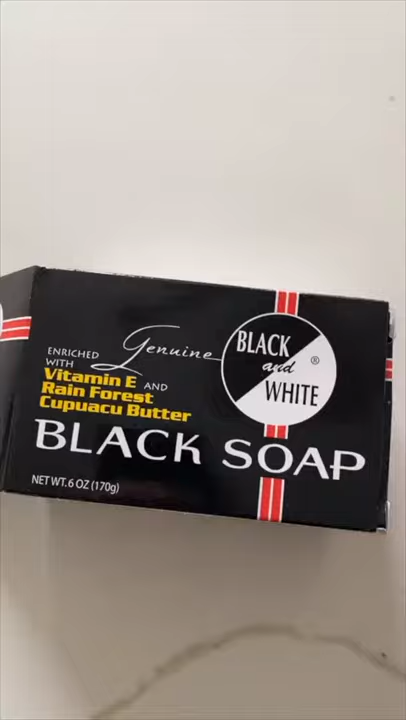 Genuine
BLACK
and
WHITE
®
ENRICHED
WITH
Vitamin E AND
Rain Forest
Cupuacu Butter
BLACK SOAP
NET WT. 6 OZ (170g)